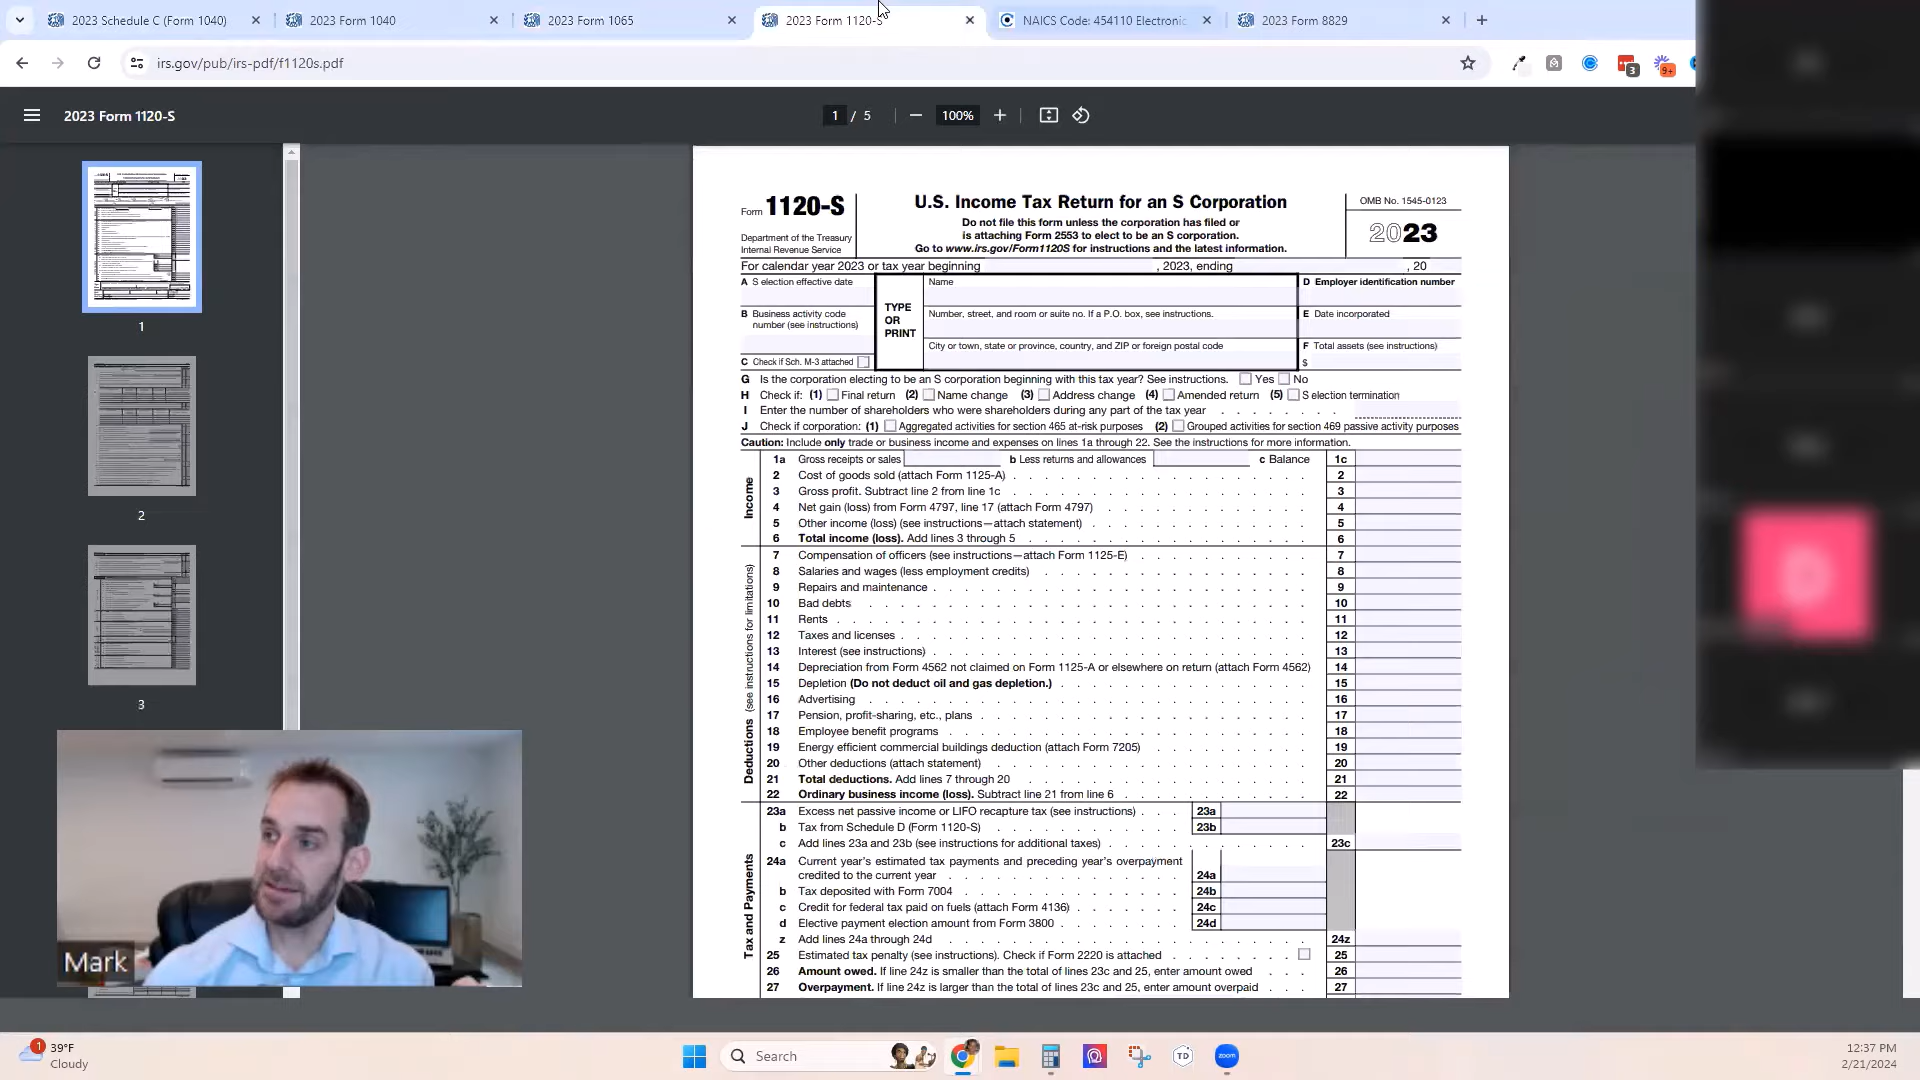 2023 Schedule C (Form 1040)
2023 Form 1040
2023 Form 1065
2023 Form 1120-S
NAICS Code: 454110 Electronic
2023 Form 8829
irs.gov/pub/irs-pdf/f1120s.pdf
3
9+
2023 Form 1120-S
1 / 5
100%
1
2
3
Form 1120-S
Department of the Treasury
Internal Revenue Service
U.S. Income Tax Return for an S Corporation
Do not file this form unless the corporation has filed or
is attaching Form 2553 to elect to be an S corporation.
Go to www.irs.gov/Form1120S for instructions and the latest information.
OMB No. 1545-0123
2023
For calendar year 2023 or tax year beginning , 2023, ending , 20
A S election effective date
B Business activity code
number (see instructions)
C Check if Sch. M-3 attached
TYPE
OR
PRINT
Name
Number, street, and room or suite no. If a P.O. box, see instructions.
City or town, state or province, country, and ZIP or foreign postal code
D Employer identification number
E Date incorporated
F Total assets (see instructions)
$
G Is the corporation electing to be an S corporation beginning with this tax year? See instructions. Yes No
H Check if: (1) Final return (2) Name change (3) Address change (4) Amended return (5) S election termination
I Enter the number of shareholders who were shareholders during any part of the tax year . . . . . . . .
J Check if corporation: (1) Aggregated activities for section 465 at-risk purposes (2) Grouped activities for section 469 passive activity purposes
Caution: Include only trade or business income and expenses on lines 1a through 22. See the instructions for more information.
Income
1a Gross receipts or sales b Less returns and allowances c Balance 1c
2 Cost of goods sold (attach Form 1125-A) 2
3 Gross profit. Subtract line 2 from line 1c 3
4 Net gain (loss) from Form 4797, line 17 (attach Form 4797) 4
5 Other income (loss) (see instructions—attach statement) 5
6 Total income (loss). Add lines 3 through 5 6
Deductions (see instructions for limitations)
7 Compensation of officers (see instructions—attach Form 1125-E) 7
8 Salaries and wages (less employment credits) 8
9 Repairs and maintenance 9
10 Bad debts 10
11 Rents 11
12 Taxes and licenses 12
13 Interest (see instructions) 13
14 Depreciation from Form 4562 not claimed on Form 1125-A or elsewhere on return (attach Form 4562) 14
15 Depletion (Do not deduct oil and gas depletion.) 15
16 Advertising 16
17 Pension, profit-sharing, etc., plans 17
18 Employee benefit programs 18
19 Energy efficient commercial buildings deduction (attach Form 7205) 19
20 Other deductions (attach statement) 20
21 Total deductions. Add lines 7 through 20 21
22 Ordinary business income (loss). Subtract line 21 from line 6 22
Tax and Payments
23a Excess net passive income or LIFO recapture tax (see instructions) 23a
b Tax from Schedule D (Form 1120-S) 23b
c Add lines 23a and 23b (see instructions for additional taxes) 23c
24a Current year's estimated tax payments and preceding year's overpayment
credited to the current year 24a
b Tax deposited with Form 7004 24b
c Credit for federal tax paid on fuels (attach Form 4136) 24c
d Elective payment election amount from Form 3800 24d
z Add lines 24a through 24d 24z
25 Estimated tax penalty (see instructions). Check if Form 2220 is attached 25
26 Amount owed. If line 24z is smaller than the total of lines 23c and 25, enter amount owed 26
27 Overpayment. If line 24z is larger than the total of lines 23c and 25, enter amount overpaid 27
Mark
1
39°F
Cloudy
Search
TD
zoom
12:37 PM
2/21/2024